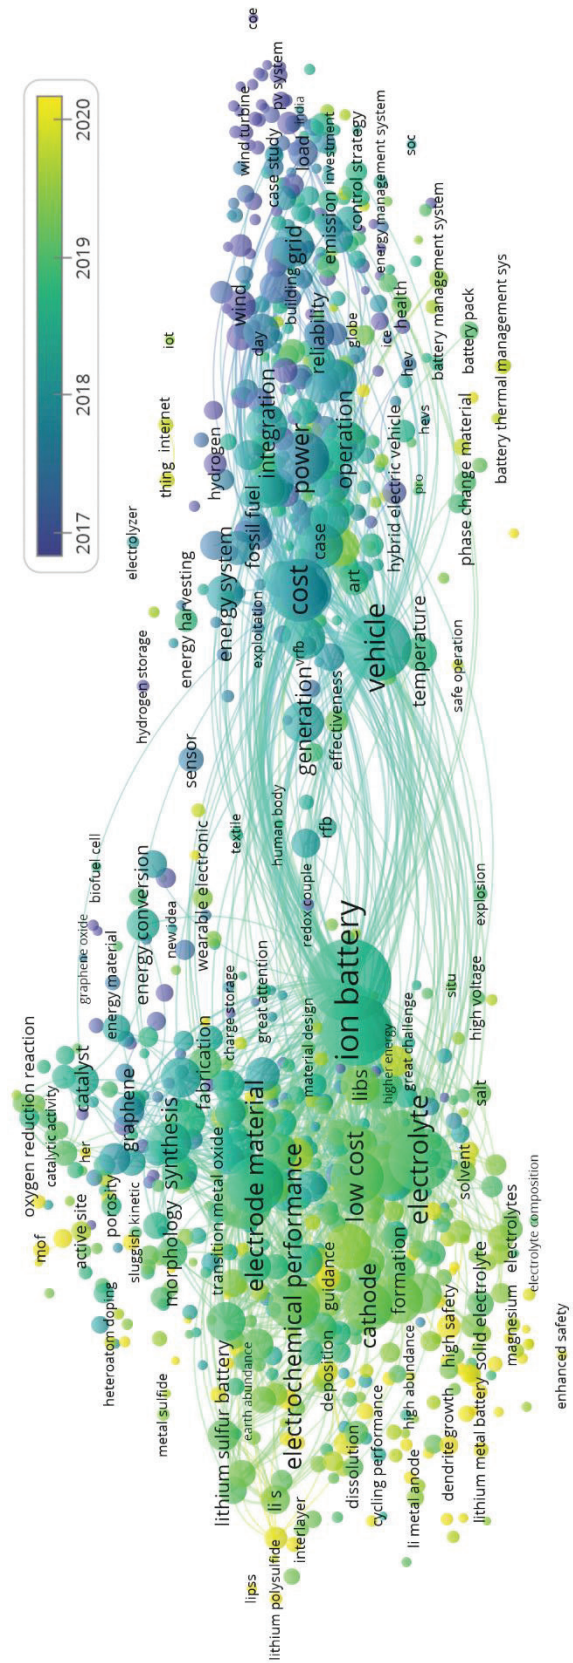 2017
2018
2019
2020
coe
pv system
wind turbine
india
case study
load
investment
control strategy
soc
energy management system
emission
grid
building
wind
day
reliability
globe
ice
health
battery management system
battery pack
battery thermal management sys
iot
thing
internet
hydrogen
integration
power
operation
hev
hevs
hybrid electric vehicle
pro
phase change material
electrolyzer
fossil fuel
energy system
cost
case
art
exploitation
energy harvesting
hydrogen storage
vrfb
vehicle
temperature
safe operation
generation
effectiveness
sensor
textile
human body
rfb
redox couple
biofuel cell
graphene oxide
energy material
energy conversion
new idea
wearable electronic
great attention
charge storage
ion battery
explosion
situ
high voltage
oxygen reduction reaction
catalytic activity
catalyst
her
graphene
fabrication
material design
libs
higher energy
great challenge
salt
mof
active site
porosity
sluggish kinetic
synthesis
morphology
transition metal oxide
electrode material
low cost
electrolyte
solvent
heteroatom doping
metal sulfide
electrochemical performance
guidance
cathode
formation
electrolytes
electrolyte composition
magnesium
solid electrolyte
high safety
enhanced safety
lithium sulfur battery
earth abundance
deposition
high abundance
dendrite growth
lithium metal battery
cycling performance
dissolution
li metal anode
li s
interlayer
lipss
lithium polysulfide